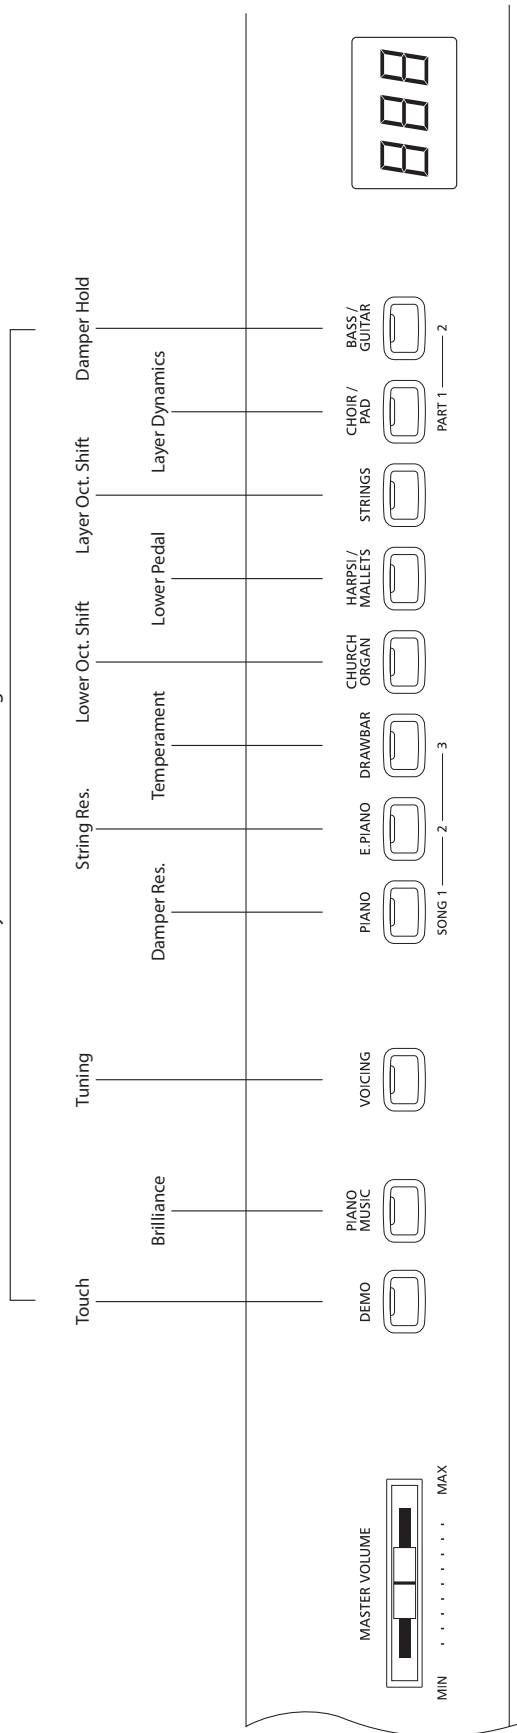 Touch
Brilliance
Tuning
Damper Res.
String Res.
Temperament
Lower Oct. Shift
Lower Pedal
Layer Oct. Shift
Layer Dynamics
Damper Hold
MASTER VOLUME
MIN
MAX
DEMO
PIANO
MUSIC
VOICING
PIANO
E.PIANO
DRAWBAR
CHURCH
ORGAN
HARPSI /
MALLETS
STRINGS
CHOIR /
PAD
BASS /
GUITAR
SONG 1 2 3
PART 1 2
888